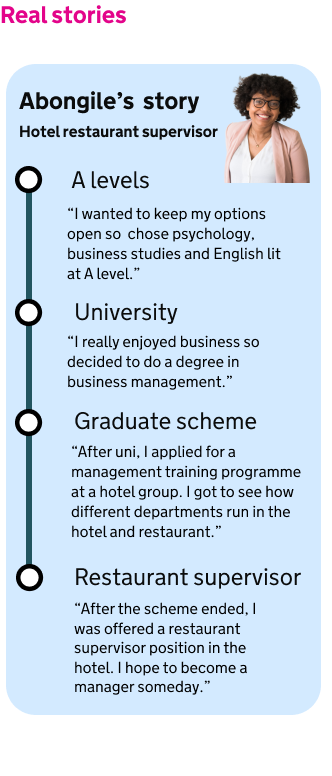 Real stories
Abongile's story
Hotel restaurant supervisor
A levels
“I wanted to keep my options
open so chose psychology,
business studies and English lit
at A level.”
University
“I really enjoyed business so
decided to do a degree in
business management.”
Graduate scheme
“After uni, I applied for a
management training programme
at a hotel group. I got to see how
different departments run in the
hotel and restaurant.”
Restaurant supervisor
“After the scheme ended, I
was offered a restaurant
supervisor position in the
hotel. I hope to become a
manager someday.”